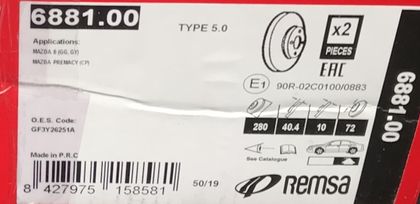 6881.00
TYPE 5.0
Applications:
MAZDA 6 (GG, GY)
MAZDA PREMACY (CP)
x2
PIECES
EAC
E1 90R-02C0100/0883
6881.00
O.E.S. Code:
GF3Y26251A
280 40.4 10 72
See Catalogue
Made in P.R.C
8 427975 158581
50/19
REMSA